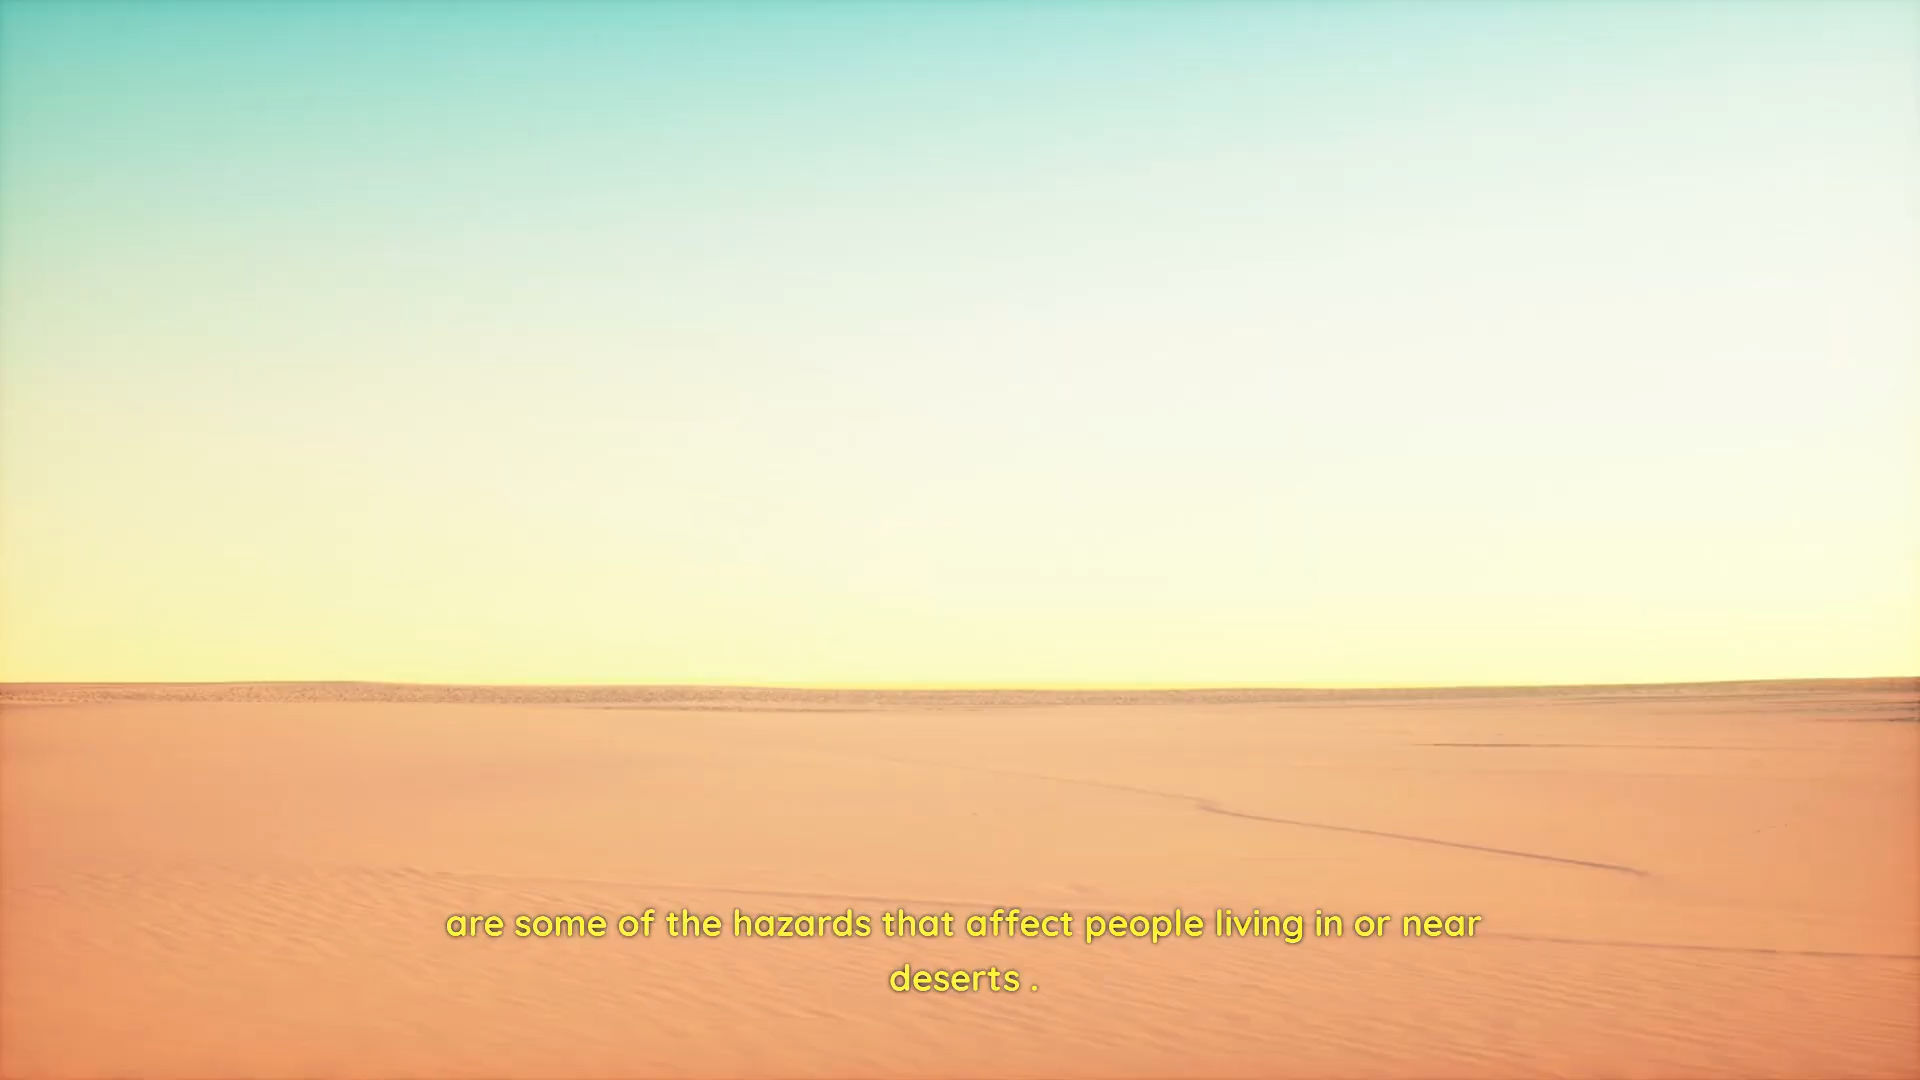 are some of the hazards that affect people living in or near
deserts .